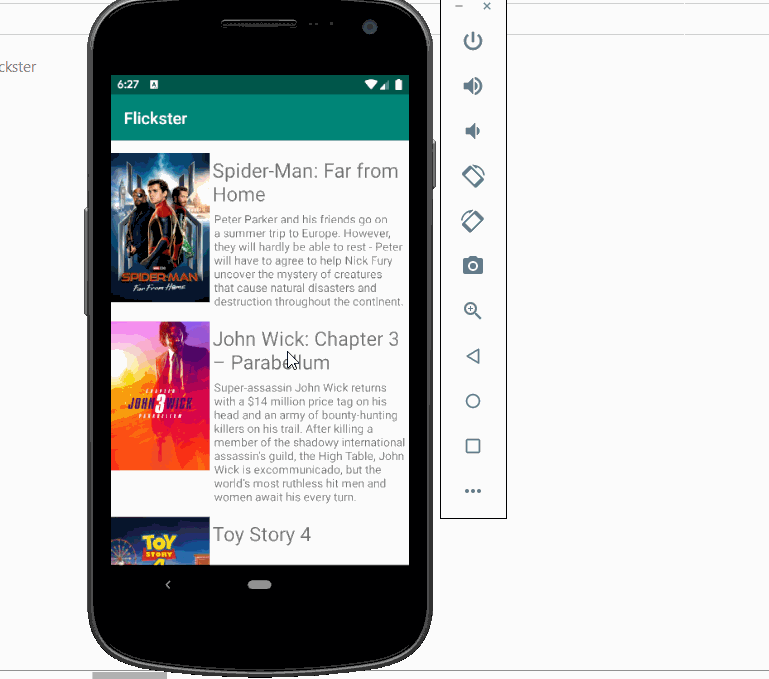 ckster
6:27
Flickster
Spider-Man: Far from
Home
Peter Parker and his friends go on
a summer trip to Europe. However,
they will hardly be able to rest - Peter
will have to agree to help Nick Fury
uncover the mystery of creatures
that cause natural disasters and
destruction throughout the continent.
SPIDER-MAN
Far From Home
John Wick: Chapter 3
– Parabellum
Super-assassin John Wick returns
with a $14 million price tag on his
head and an army of bounty-hunting
killers on his trail. After killing a
member of the shadowy international
assassin's guild, the High Table, John
Wick is excommunicado, but the
world's most ruthless hit men and
women await his every turn.
CHAPTER
JOHN 3 WICK
PARABELLUM
Toy Story 4
TOY
STORY
4